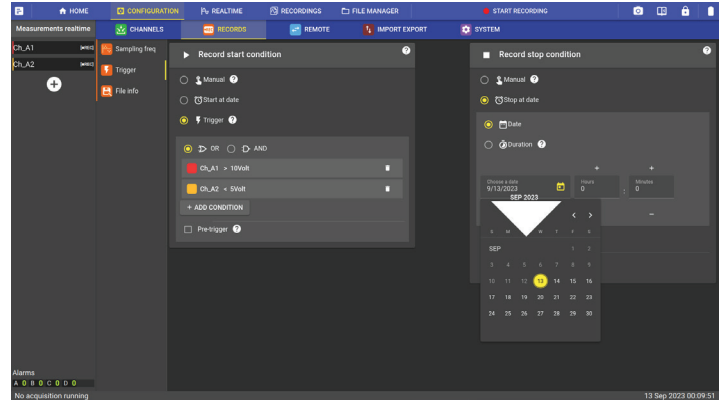 HOME CONFIGURATION REALTIME RECORDINGS FILE MANAGER START RECORDING
Measurements realtime CHANNELS RECORDS REMOTE IMPORT EXPORT SYSTEM
Ch_A1
Ch_A2
Sampling freq
Trigger
File info
Record start condition
Manual
Start at date
Trigger
OR AND
Ch_A1 > 10Volt
Ch_A2 < 5Volt
+ ADD CONDITION
Pre-trigger
Record stop condition
Manual
Stop at date
Date
Duration
+ +
Choose a date Hours Minutes
9/13/2023 0 : 0
SEP 2023
–
S M W T F S
SEP 1 2
3 4 5 6 7 8 9
10 11 12 13 14 15 16
17 18 19 20 21 22 23
24 25 26 27 28 29 30
Alarms
A 0 B 0 C 0 D 0
No acquisition running 13 Sep 2023 00:09:51